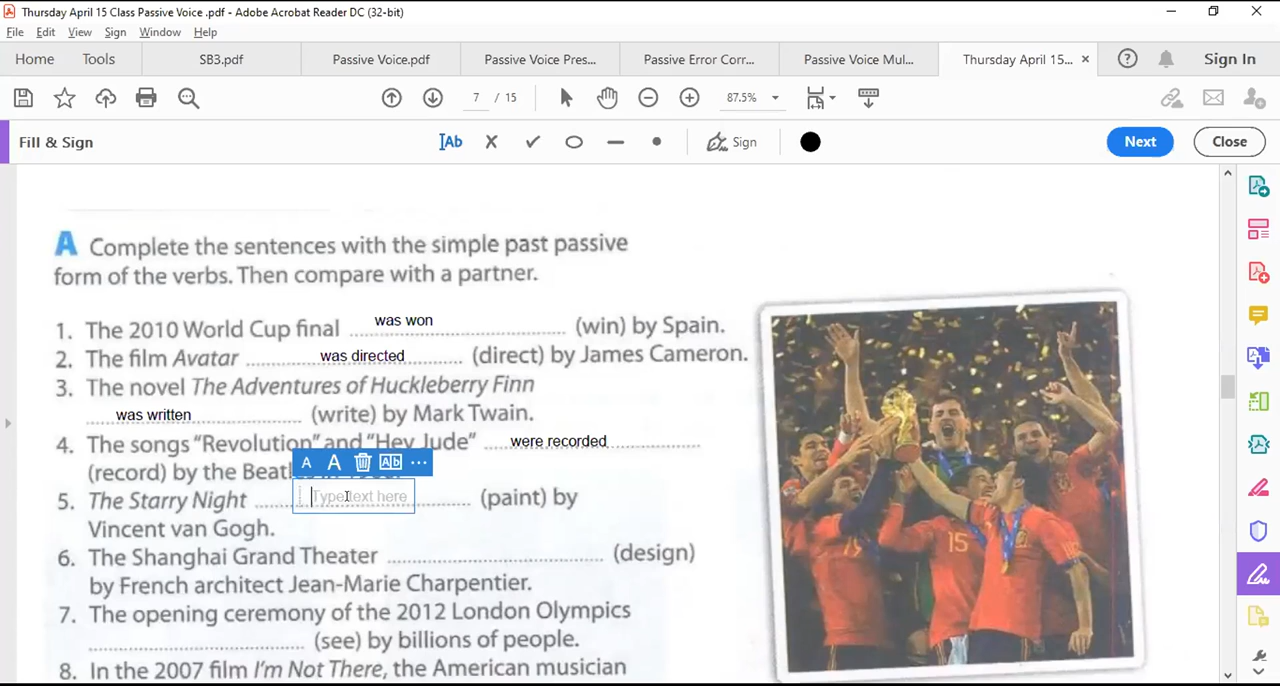 Thursday April 15 Class Passive Voice .pdf - Adobe Acrobat Reader DC (32-bit)
File Edit View Sign Window Help
Home Tools SB3.pdf Passive Voice.pdf Passive Voice Pres... Passive Error Corr... Passive Voice Mul... Thursday April 15... Sign In
7 / 15 87.5%
Fill & Sign Ab Sign Next Close
A Complete the sentences with the simple past passive
form of the verbs. Then compare with a partner.
1. The 2010 World Cup final was won (win) by Spain.
2. The film Avatar was directed (direct) by James Cameron.
3. The novel The Adventures of Huckleberry Finn
was written (write) by Mark Twain.
4. The songs “Revolution” and “Hey Jude” were recorded
A A Ab ...
(record) by the
5. The Starry Night Type text here (paint) by
Vincent van Gogh.
6. The Shanghai Grand Theater (design)
by French architect Jean-Marie Charpentier.
7. The opening ceremony of the 2012 London Olympics
(see) by billions of people.
8. In the 2007 film I'm Not There, the American musician
15